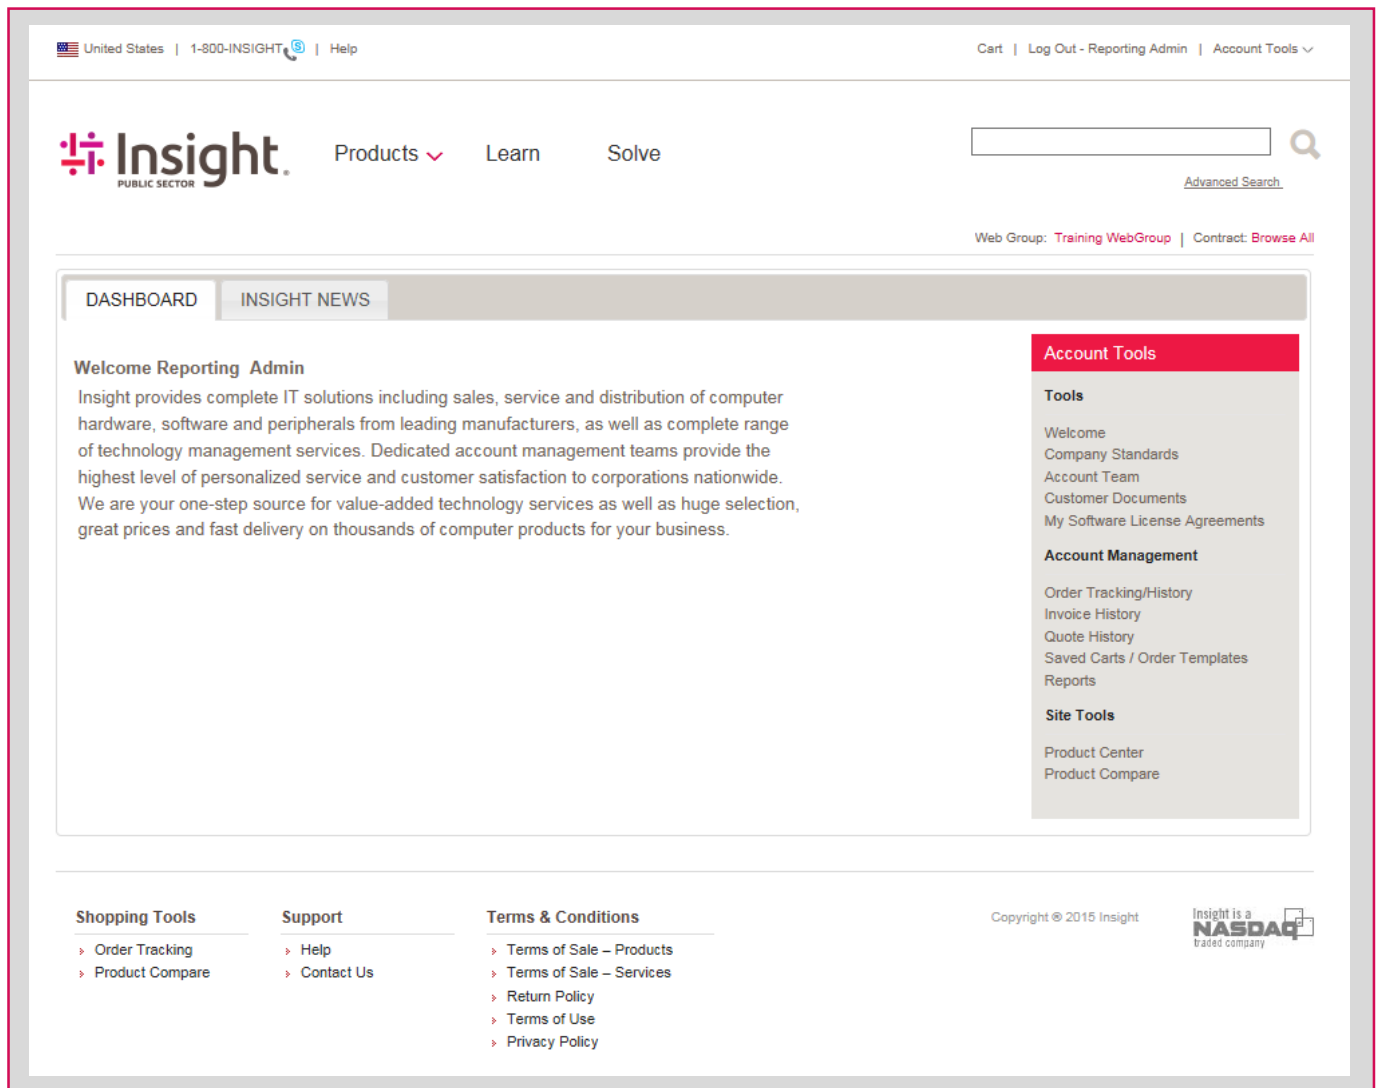 United States | 1-800-INSIGHT | Help
Cart | Log Out - Reporting Admin | Account Tools
Insight.
PUBLIC SECTOR
Products
Learn
Solve
Advanced Search
Web Group: Training WebGroup | Contract: Browse All
DASHBOARD
INSIGHT NEWS
Welcome Reporting Admin
Insight provides complete IT solutions including sales, service and distribution of computer
hardware, software and peripherals from leading manufacturers, as well as complete range
of technology management services. Dedicated account management teams provide the
highest level of personalized service and customer satisfaction to corporations nationwide.
We are your one-step source for value-added technology services as well as huge selection,
great prices and fast delivery on thousands of computer products for your business.
Account Tools
Tools
Welcome
Company Standards
Account Team
Customer Documents
My Software License Agreements
Account Management
Order Tracking/History
Invoice History
Quote History
Saved Carts / Order Templates
Reports
Site Tools
Product Center
Product Compare
Shopping Tools
Order Tracking
Product Compare
Support
Help
Contact Us
Terms & Conditions
Terms of Sale – Products
Terms of Sale – Services
Return Policy
Terms of Use
Privacy Policy
Copyright ® 2015 Insight
Insight is a
NASDAQ
traded company